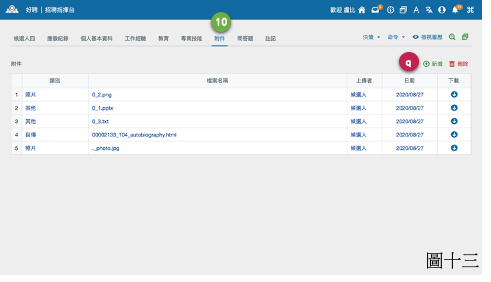 好聘 | 招聘指揮台
歡迎 盧比
10
候選人四 應徵紀錄 個人基本資料 工作經驗 教育 專業技能 附件 問答題 註記
決策 命令 檢視履歷
附件
q 新增 刪除
類別 檔案名稱 上傳者 日期 下載
1 照片 0_2.png 候選人 2020/08/27
2 其他 0_1.pptx 候選人 2020/08/27
3 其他 0_3.txt 候選人 2020/08/27
4 自傳 00002133_104_autobiography.html 候選人 2020/08/27
5 照片 ._photo.jpg 候選人 2020/08/27
圖十三